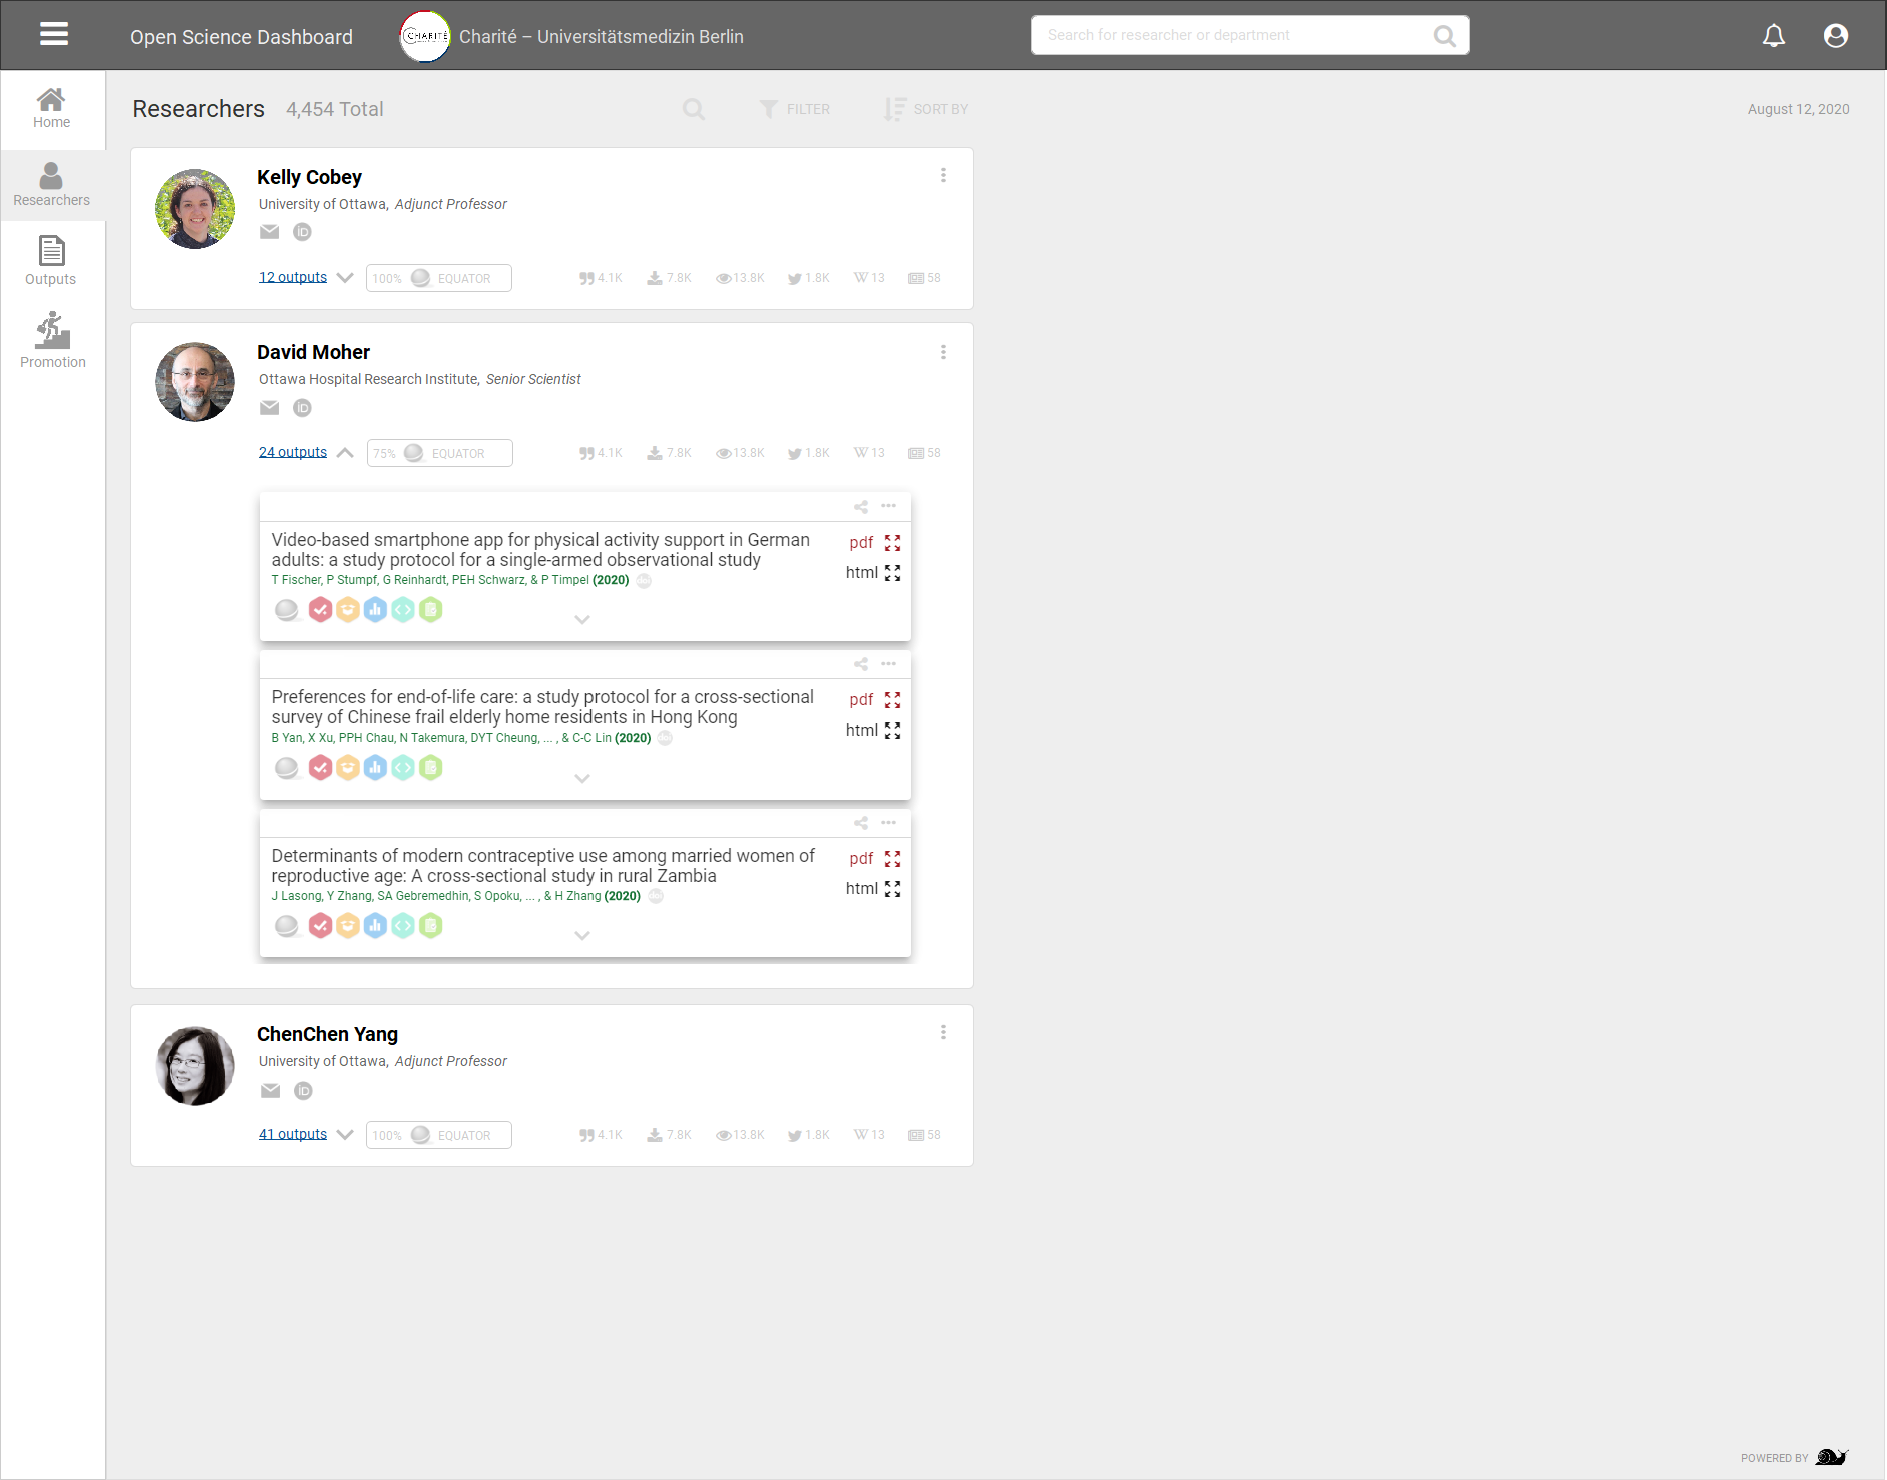 Open Science Dashboard
CHARITÉ
Charité – Universitätsmedizin Berlin
Search for researcher or department
Home
Researchers
Outputs
Promotion
Researchers 4,454 Total
FILTER
SORT BY
August 12, 2020
Kelly Cobey
University of Ottawa, Adjunct Professor
iD
12 outputs
100% EQUATOR
4.1K 7.8K 13.8K 1.8K W 13 58
David Moher
Ottawa Hospital Research Institute, Senior Scientist
iD
24 outputs
75% EQUATOR
4.1K 7.8K 13.8K 1.8K W 13 58
Video-based smartphone app for physical activity support in German
adults: a study protocol for a single-armed observational study
T Fischer, P Stumpf, G Reinhardt, PEH Schwarz, & P Timpel (2020) doi
pdf
html
Preferences for end-of-life care: a study protocol for a cross-sectional
survey of Chinese frail elderly home residents in Hong Kong
B Yan, X Xu, PPH Chau, N Takemura, DYT Cheung, ... , & C-C Lin (2020) doi
pdf
html
Determinants of modern contraceptive use among married women of
reproductive age: A cross-sectional study in rural Zambia
J Lasong, Y Zhang, SA Gebremedhin, S Opoku, ... , & H Zhang (2020) doi
pdf
html
ChenChen Yang
University of Ottawa, Adjunct Professor
iD
41 outputs
100% EQUATOR
4.1K 7.8K 13.8K 1.8K W 13 58
POWERED BY